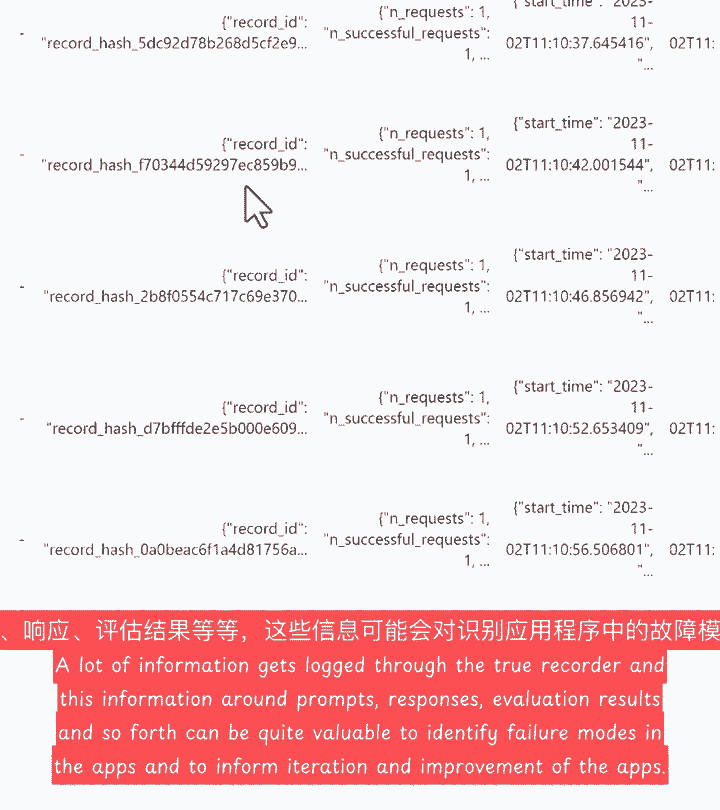 {"record_id": {"n_requests": 1, {"start_time": "2023-
"record_hash_5dc92d78b268d5cf2e9... "n_successful_requests": 11-
1, ... 02T11:10:37.645416", 02T11:
"...
{"record_id": {"n_requests": 1, {"start_time": "2023-
- "record_hash_f70344d59297ec859b9... "n_successful_requests": 11-
1, ... 02T11:10:42.001544", 02T11:
"...
{"record_id": {"n_requests": 1, {"start_time": "2023-
- "record_hash_2b8f0554c717c69e370... "n_successful_requests": 11-
1, ... 02T11:10:46.856942", 02T11:
"...
{"record_id": {"n_requests": 1, {"start_time": "2023-
- "record_hash_d7bfffde2e5b000e609... "n_successful_requests": 11-
1, ... 02T11:10:52.653409", 02T11:
"...
{"record_id": {"n_requests": 1, {"start_time": "2023-
- "record_hash_0a0beac6f1a4d81756a... "n_successful_requests": 11-
1, ... 02T11:10:56.506801", 02T11:
"...
、响应、评估结果等等，这些信息可能会对识别应用程序中的故障模
A lot of information gets logged through the true recorder and
this information around prompts, responses, evaluation results
and so forth can be quite valuable to identify failure modes in
the apps and to inform iteration and improvement of the apps.